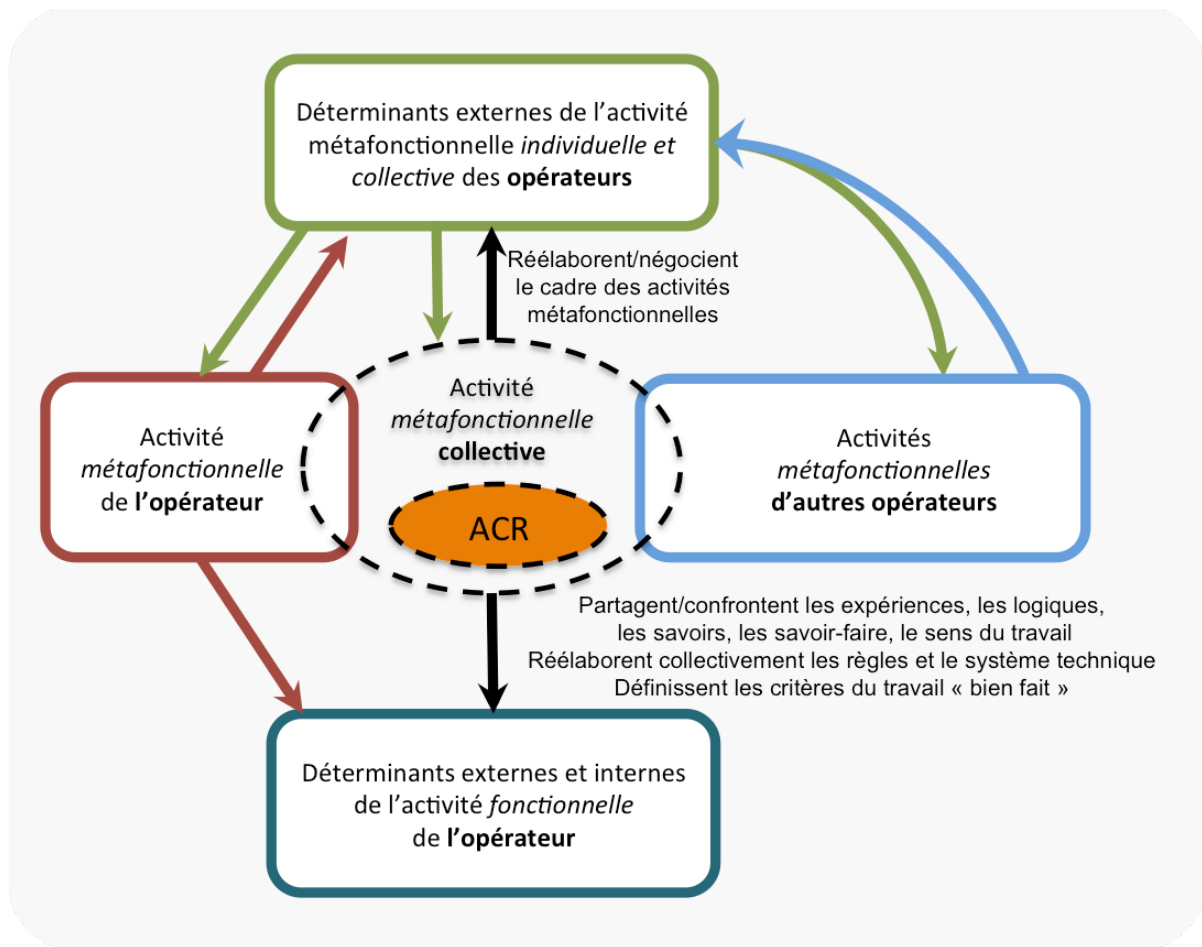 Déterminants externes de l’activité
métafonctionnelle individuelle et
collective des opérateurs
Réélaborent/négocient
le cadre des activités
métafonctionnelles
Activité
métafonctionnelle
de l’opérateur
Activité
métafonctionnelle
collective
ACR
Activités
métafonctionnelles
d’autres opérateurs
Partagent/confrontent les expériences, les logiques,
les savoirs, les savoir-faire, le sens du travail
Réélaborent collectivement les règles et le système technique
Définissent les critères du travail « bien fait »
Déterminants externes et internes
de l’activité fonctionnelle
de l’opérateur